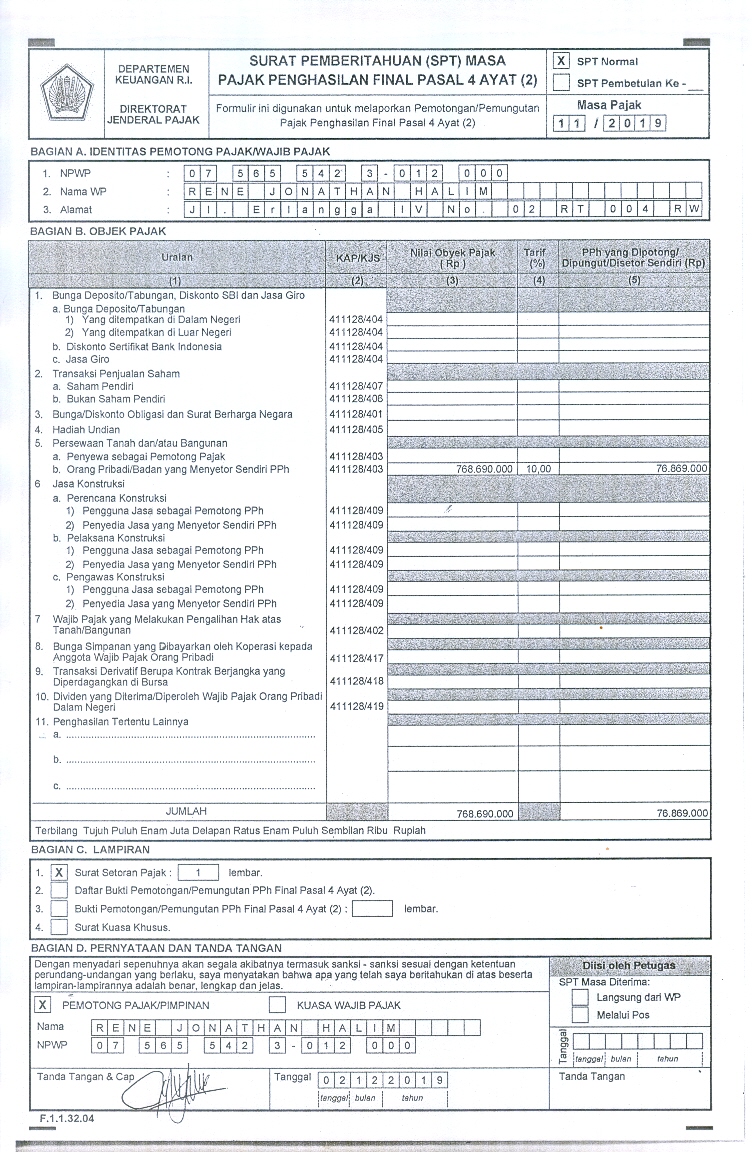 DEPARTEMEN
KEUANGAN R.I.
DIREKTORAT
JENDERAL PAJAK
SURAT PEMBERITAHUAN (SPT) MASA
PAJAK PENGHASILAN FINAL PASAL 4 AYAT (2)
Formulir ini digunakan untuk melaporkan Pemotongan/Pemungutan
Pajak Penghasilan Final Pasal 4 Ayat (2)
X SPT Normal
SPT Pembetulan Ke - __
Masa Pajak
11 / 2019
BAGIAN A. IDENTITAS PEMOTONG PAJAK/WAJIB PAJAK
1. NPWP : 07 565 542 3-012 000
2. Nama WP : RENE JONATHAN HALIM
3. Alamat : Jl. Erlangga IV No. 02 RT 004 RW
BAGIAN B. OBJEK PAJAK
Uraian KAP/KJS Nilai Obyek Pajak ( Rp ) Tarif (%) PPh yang Dipotong/ Dipungut/Disetor Sendiri (Rp)
(1) (2) (3) (4) (5)
1. Bunga Deposito/Tabungan, Diskonto SBI dan Jasa Giro
a. Bunga Deposito/Tabungan
1) Yang ditempatkan di Dalam Negeri 411128/404
2) Yang ditempatkan di Luar Negeri 411128/404
b. Diskonto Sertifikat Bank Indonesia 411128/404
c. Jasa Giro 411128/404
2. Transaksi Penjualan Saham
a. Saham Pendiri 411128/407
b. Bukan Saham Pendiri 411128/406
3. Bunga/Diskonto Obligasi dan Surat Berharga Negara 411128/401
4. Hadiah Undian 411128/405
5. Persewaan Tanah dan/atau Bangunan
a. Penyewa sebagai Pemotong Pajak 411128/403
b. Orang Pribadi/Badan yang Menyetor Sendiri PPh 411128/403 768.690.000 10,00 76.869.000
6 Jasa Konstruksi
a. Perencana Konstruksi
1) Pengguna Jasa sebagai Pemotong PPh 411128/409
2) Penyedia Jasa yang Menyetor Sendiri PPh 411128/409
b. Pelaksana Konstruksi
1) Pengguna Jasa sebagai Pemotong PPh 411128/409
2) Penyedia Jasa yang Menyetor Sendiri PPh 411128/409
c. Pengawas Konstruksi
1) Pengguna Jasa sebagai Pemotong PPh 411128/409
2) Penyedia Jasa yang Menyetor Sendiri PPh 411128/409
7 Wajib Pajak yang Melakukan Pengalihan Hak atas
Tanah/Bangunan 411128/402
8. Bunga Simpanan yang Dibayarkan oleh Koperasi kepada
Anggota Wajib Pajak Orang Pribadi 411128/417
9. Transaksi Derivatif Berupa Kontrak Berjangka yang
Diperdagangkan di Bursa 411128/418
10. Dividen yang Diterima/Diperoleh Wajib Pajak Orang Pribadi
Dalam Negeri 411128/419
11. Penghasilan Tertentu Lainnya
a. ....................
b. ....................
c. ....................
JUMLAH 768.690.000 76.869.000
Terbilang Tujuh Puluh Enam Juta Delapan Ratus Enam Puluh Sembilan Ribu Rupiah
BAGIAN C. LAMPIRAN
1. X Surat Setoran Pajak : 1 lembar.
2. Daftar Bukti Pemotongan/Pemungutan PPh Final Pasal 4 Ayat (2).
3. Bukti Pemotongan/Pemungutan PPh Final Pasal 4 Ayat (2) : lembar.
4. Surat Kuasa Khusus.
BAGIAN D. PERNYATAAN DAN TANDA TANGAN
Dengan menyadari sepenuhnya akan segala akibatnya termasuk sanksi - sanksi sesuai dengan ketentuan
perundang-undangan yang berlaku, saya menyatakan bahwa apa yang telah saya beritahukan di atas beserta
lampiran-lampirannya adalah benar, lengkap dan jelas.
X PEMOTONG PAJAK/PIMPINAN KUASA WAJIB PAJAK
Nama RENE JONATHAN HALIM
NPWP 07 565 542 3-012 000
Tanda Tangan & Cap
Tanggal 02122019
tanggal bulan tahun
Diisi oleh Petugas
SPT Masa Diterima:
Langsung dari WP
Melalui Pos
Tanggal
tanggal bulan tahun
Tanda Tangan
F.1.1.32.04